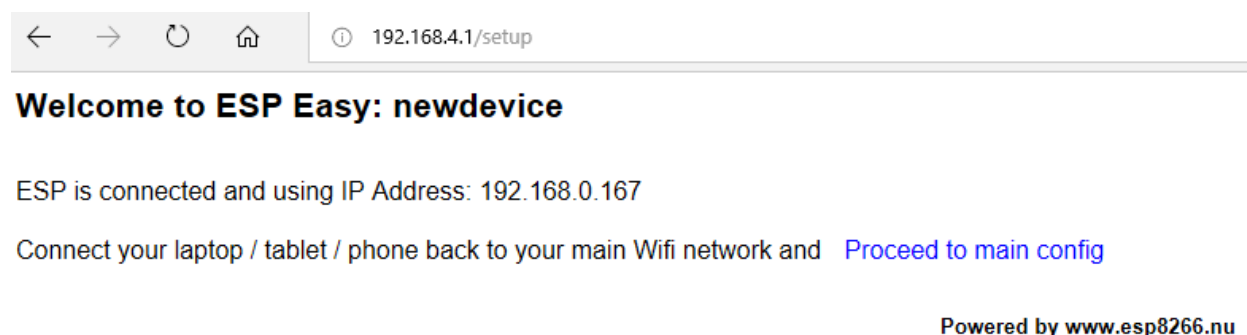 192.168.4.1/setup
Welcome to ESP Easy: newdevice
ESP is connected and using IP Address: 192.168.0.167
Connect your laptop / tablet / phone back to your main Wifi network and Proceed to main config
Powered by www.esp8266.nu